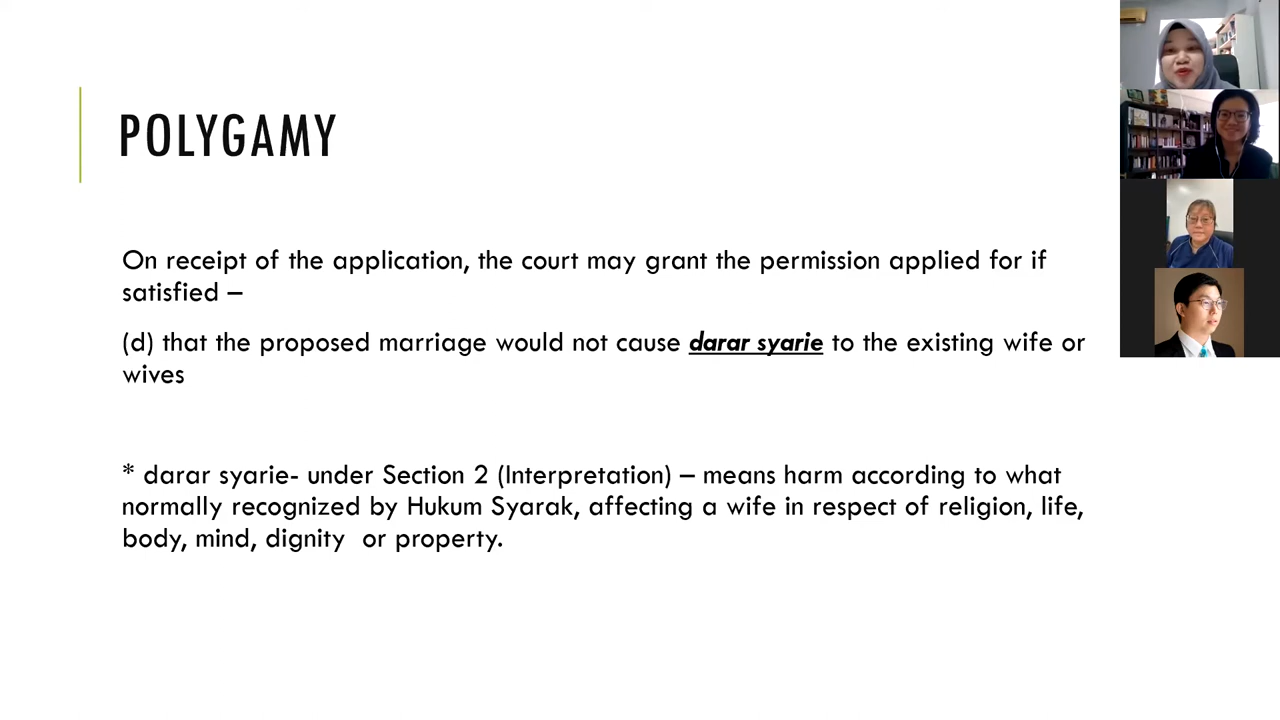 POLYGAMY
On receipt of the application, the court may grant the permission applied for if
satisfied –
(d) that the proposed marriage would not cause darar syarie to the existing wife or
wives
* darar syarie- under Section 2 (Interpretation) – means harm according to what
normally recognized by Hukum Syarak, affecting a wife in respect of religion, life,
body, mind, dignity  or property.